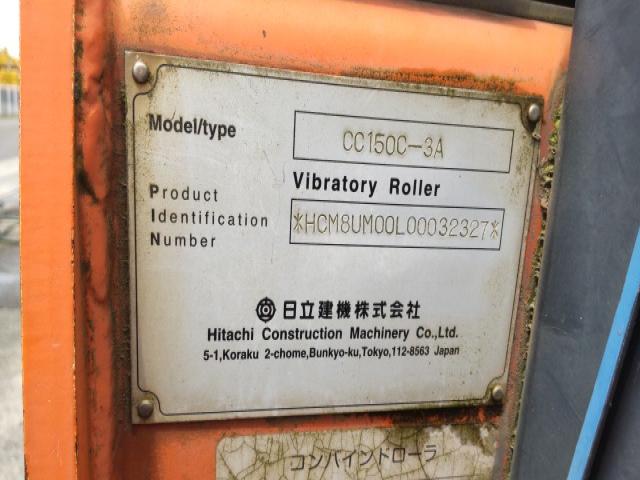 Model/type CC150C-3A
Vibratory Roller
Product
Identification *HCM8UM00L00032327*
Number
日立建機株式会社
Hitachi Construction Machinery Co.,Ltd.
5-1,Koraku 2-chome,Bunkyo-ku,Tokyo,112-8563 Japan
コンバインドローラ